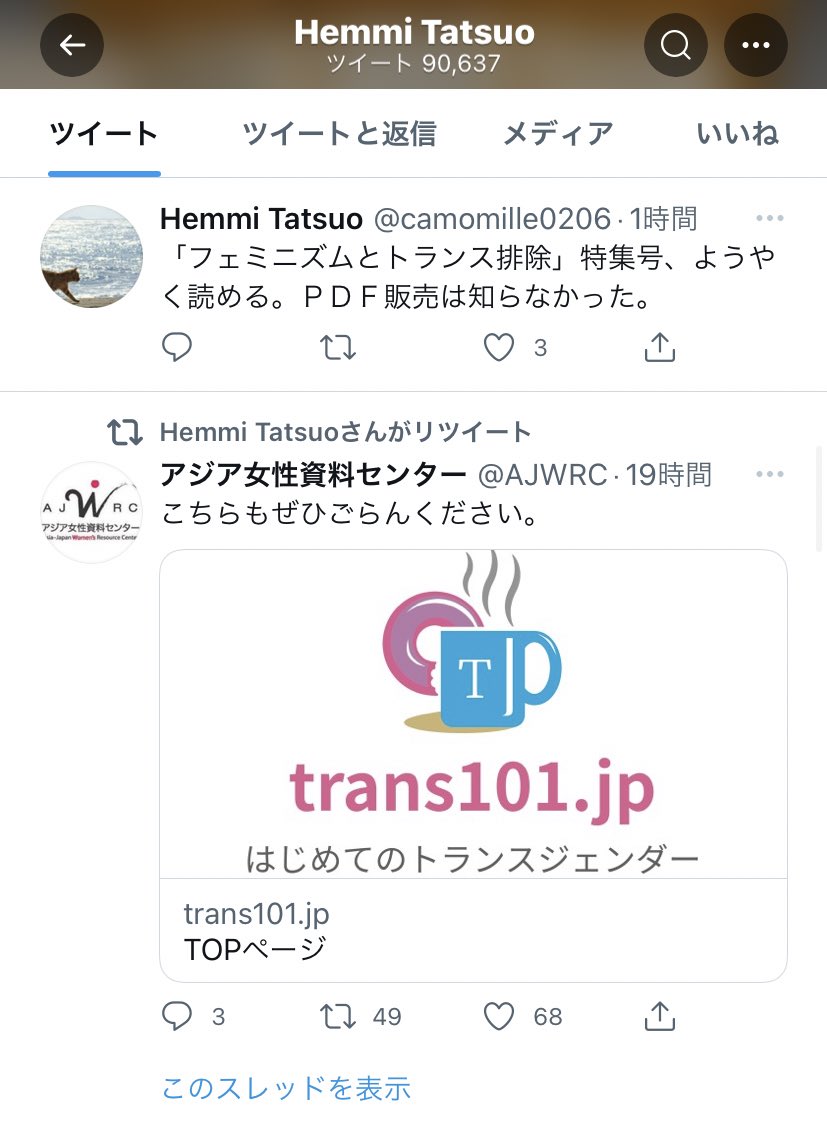 Hemmi Tatsuo
ツイート 90,637
ツイート ツイートと返信 メディア いいね
Hemmi Tatsuo @camomille0206 · 1時間
「フェミニズムとトランス排除」特集号、ようや
く読める。ＰＤＦ販売は知らなかった。
3
Hemmi Tatsuoさんがリツイート
アジア女性資料センター @AJWRC · 19時間
こちらもぜひごらんください。
AJWRC
アジア女性資料センター
Asia-Japan Women's Resource Center
T
trans101.jp
はじめてのトランスジェンダー
trans101.jp
TOPページ
3 49 68
このスレッドを表示